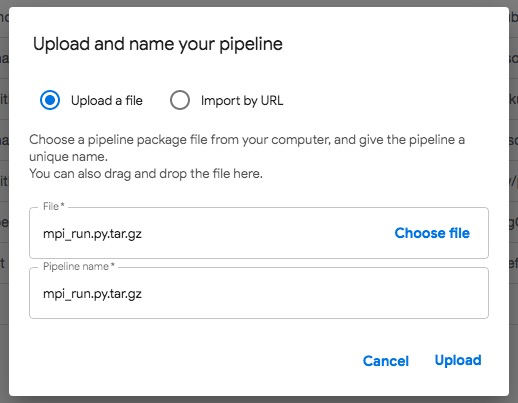 Upload and name your pipeline
Upload a file
Import by URL
Choose a pipeline package file from your computer, and give the pipeline a
unique name.
You can also drag and drop the file here.
File*
mpi_run.py.tar.gz
Choose file
Pipeline name*
mpi_run.py.tar.gz
Cancel
Upload